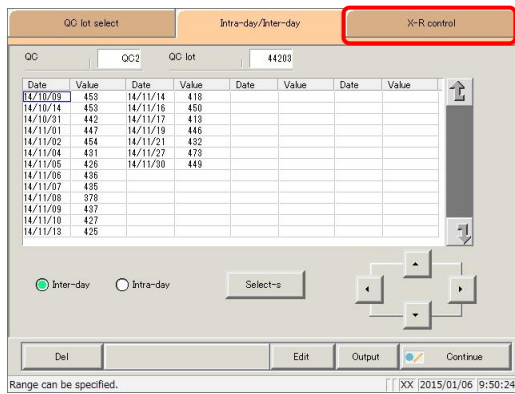 QC lot select Intra-day/Inter-day X-R control
QC QC2 QC lot 44203
Date Value Date Value Date Value Date Value
14/10/09 453 14/11/14 418
14/10/14 453 14/11/16 450
14/10/31 442 14/11/17 413
14/11/01 447 14/11/19 446
14/11/02 454 14/11/21 432
14/11/04 431 14/11/27 473
14/11/05 426 14/11/30 449
14/11/06 436
14/11/07 435
14/11/08 378
14/11/09 437
14/11/10 427
14/11/13 425
Inter-day Intra-day Select-s
Del Edit Output Continue
Range can be specified. XX 2015/01/06 9:50:24